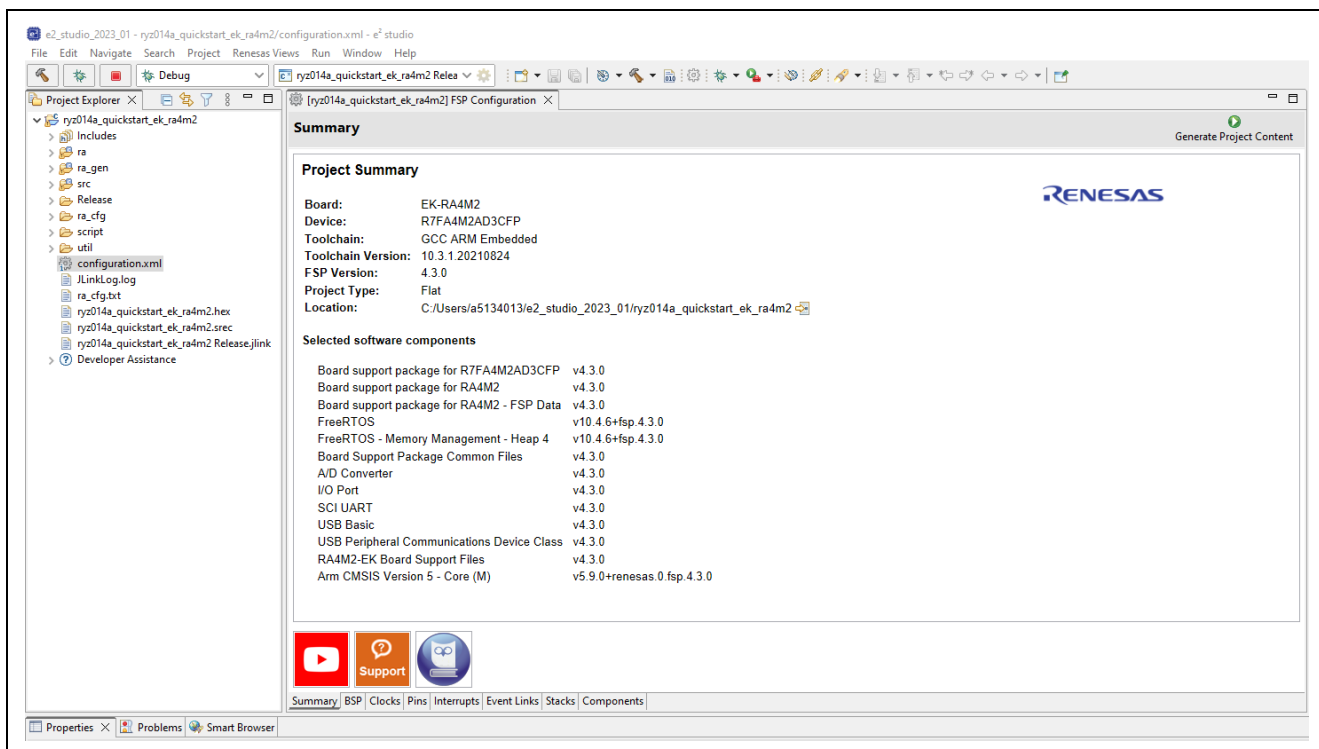 e2_studio_2023_01 - ryz014a_quickstart_ek_ra4m2/configuration.xml - e² studio
File Edit Navigate Search Project Renesas Views Run Window Help
Debug
ryz014a_quickstart_ek_ra4m2 Relea
Project Explorer
[ryz014a_quickstart_ek_ra4m2] FSP Configuration
ryz014a_quickstart_ek_ra4m2
Includes
ra
ra_gen
src
Release
ra_cfg
script
util
configuration.xml
JLinkLog.log
ra_cfg.txt
ryz014a_quickstart_ek_ra4m2.hex
ryz014a_quickstart_ek_ra4m2.srec
ryz014a_quickstart_ek_ra4m2 Release.jlink
Developer Assistance
Summary
Generate Project Content
Project Summary
RENESAS
Board: EK-RA4M2
Device: R7FA4M2AD3CFP
Toolchain: GCC ARM Embedded
Toolchain Version: 10.3.1.20210824
FSP Version: 4.3.0
Project Type: Flat
Location: C:/Users/a5134013/e2_studio_2023_01/ryz014a_quickstart_ek_ra4m2
Selected software components
Board support package for R7FA4M2AD3CFP v4.3.0
Board support package for RA4M2 v4.3.0
Board support package for RA4M2 - FSP Data v4.3.0
FreeRTOS v10.4.6+fsp.4.3.0
FreeRTOS - Memory Management - Heap 4 v10.4.6+fsp.4.3.0
Board Support Package Common Files v4.3.0
A/D Converter v4.3.0
I/O Port v4.3.0
SCI UART v4.3.0
USB Basic v4.3.0
USB Peripheral Communications Device Class v4.3.0
RA4M2-EK Board Support Files v4.3.0
Arm CMSIS Version 5 - Core (M) v5.9.0+renesas.0.fsp.4.3.0
Support
Summary BSP Clocks Pins Interrupts Event Links Stacks Components
Properties Problems Smart Browser